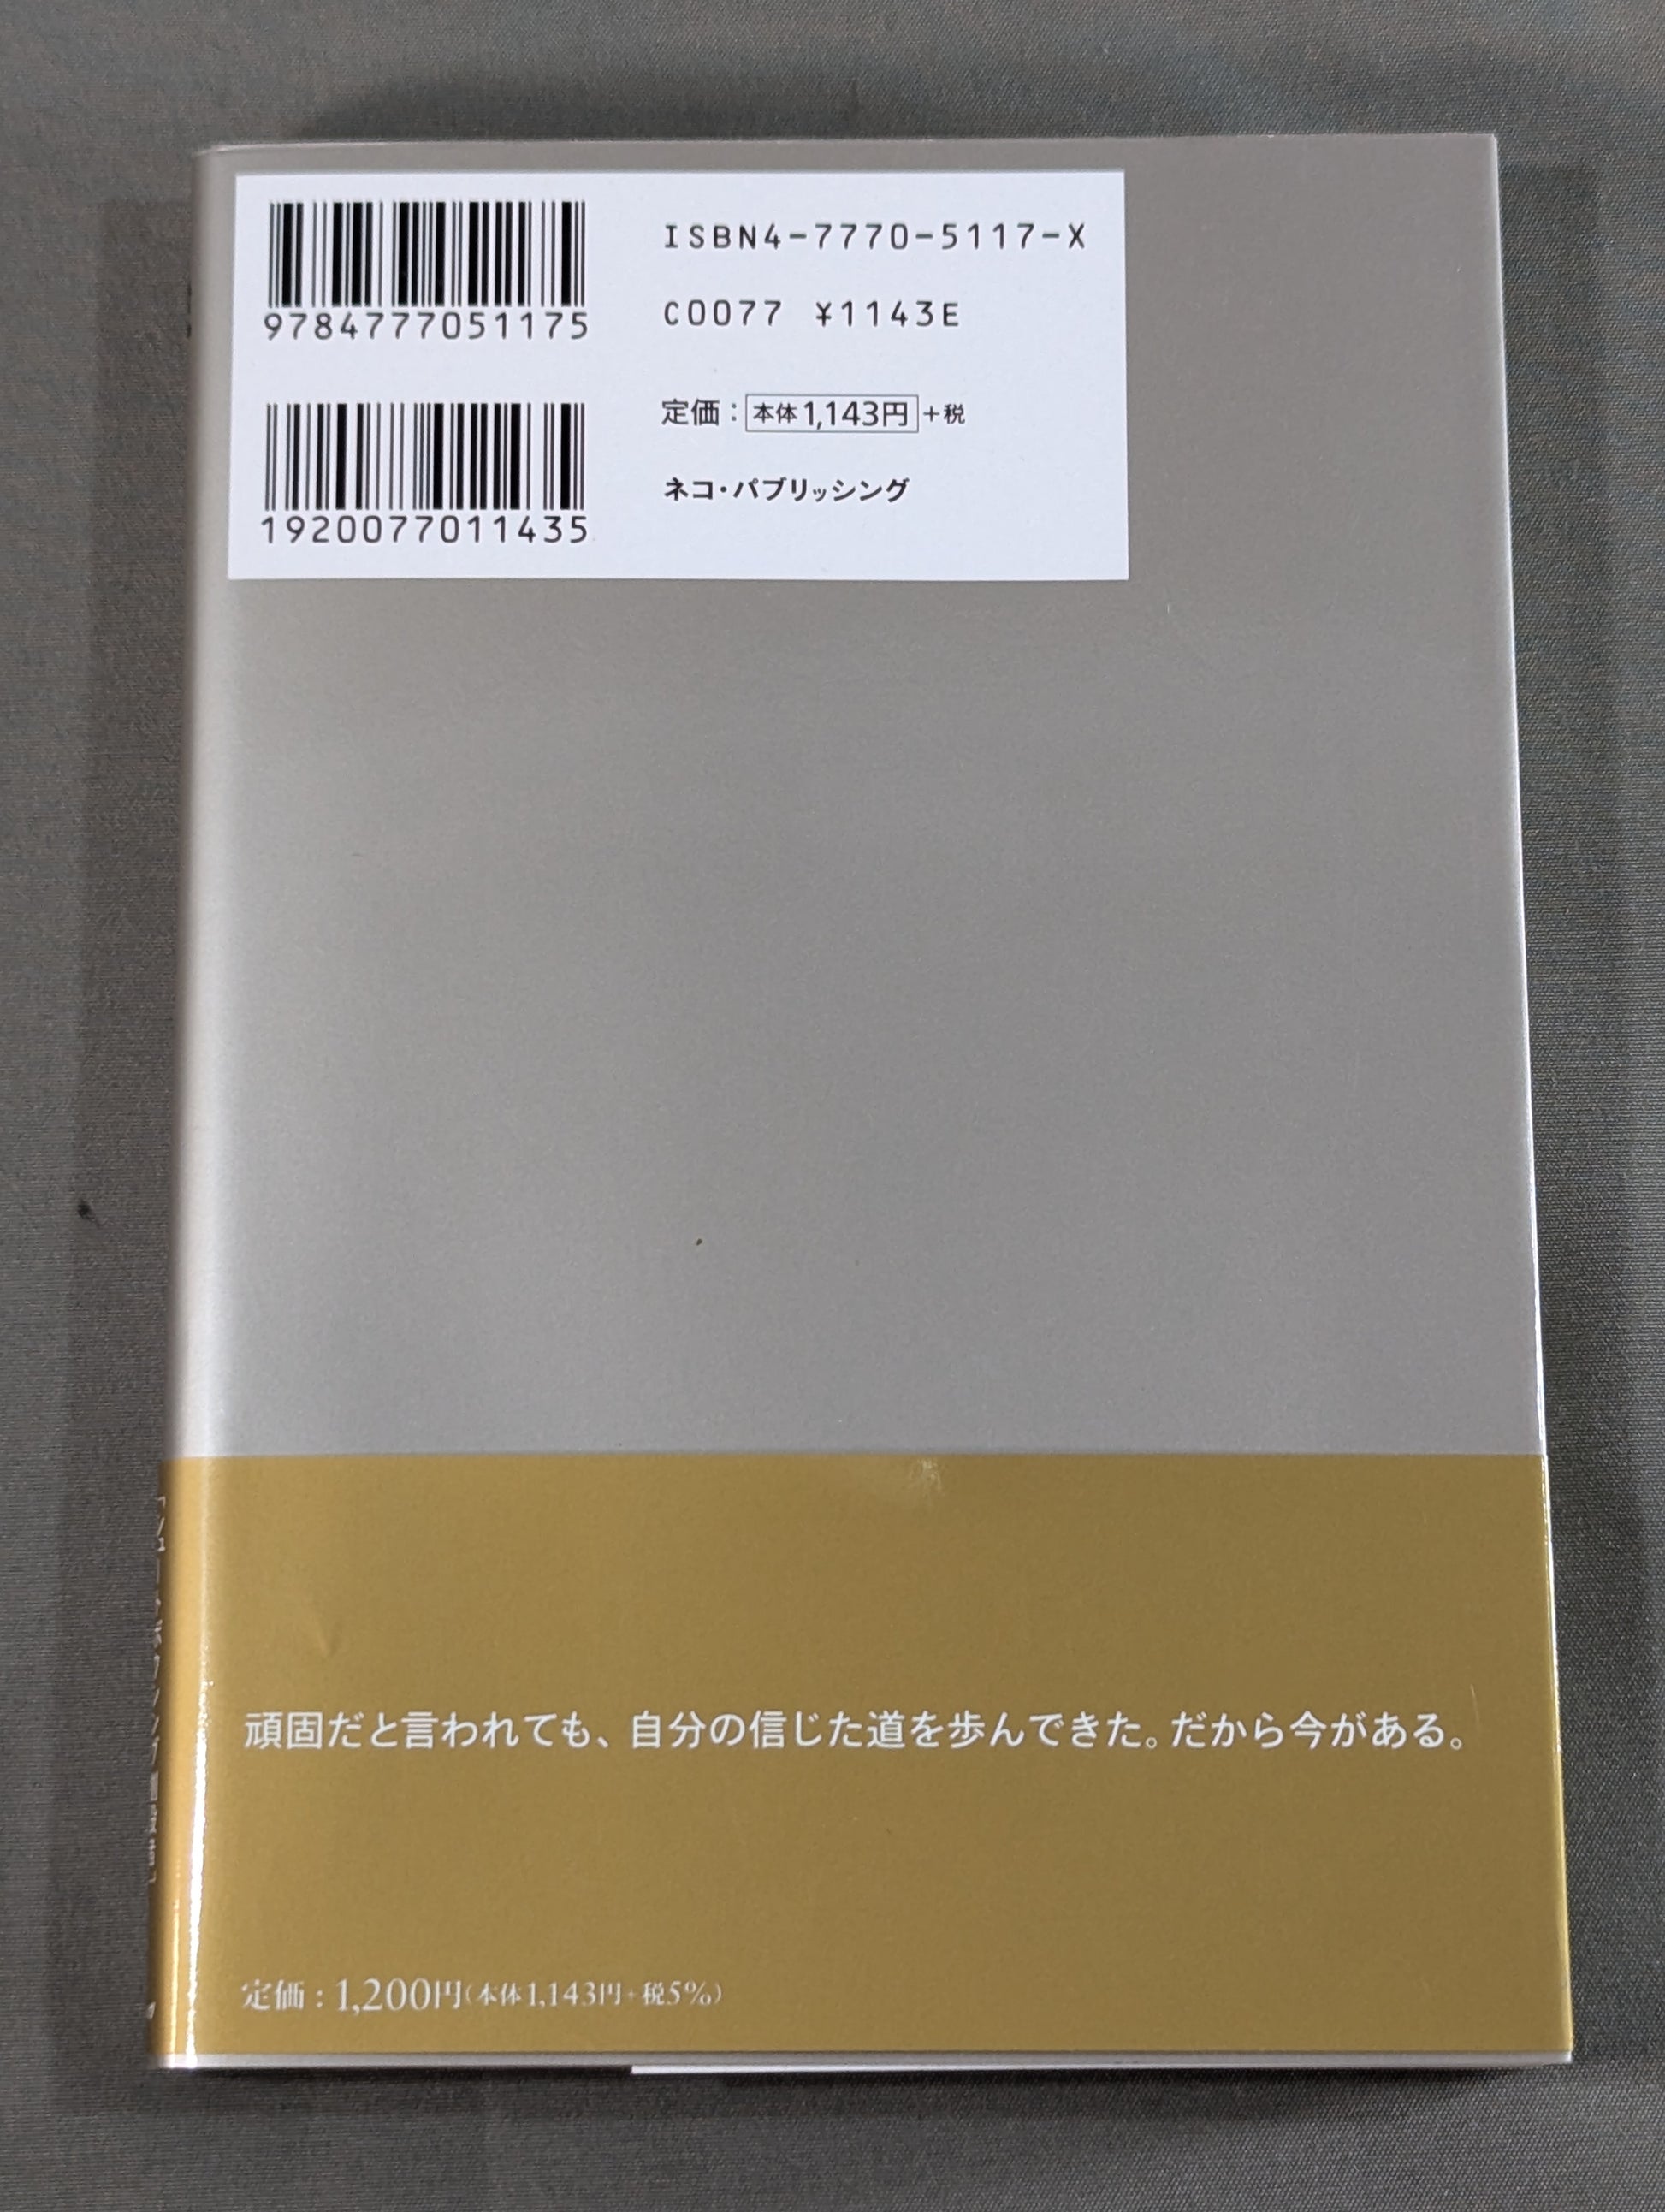 ISBN4-7770-5117-X
9784777051175
C0077 ¥1143E
定価：本体1,143円+税
ネコ・パブリッシング
1920077011435
頑固だと言われても、自分の信じた道を歩んできた。だから今がある。
定価：1,200円(本体1,143円+税5%)